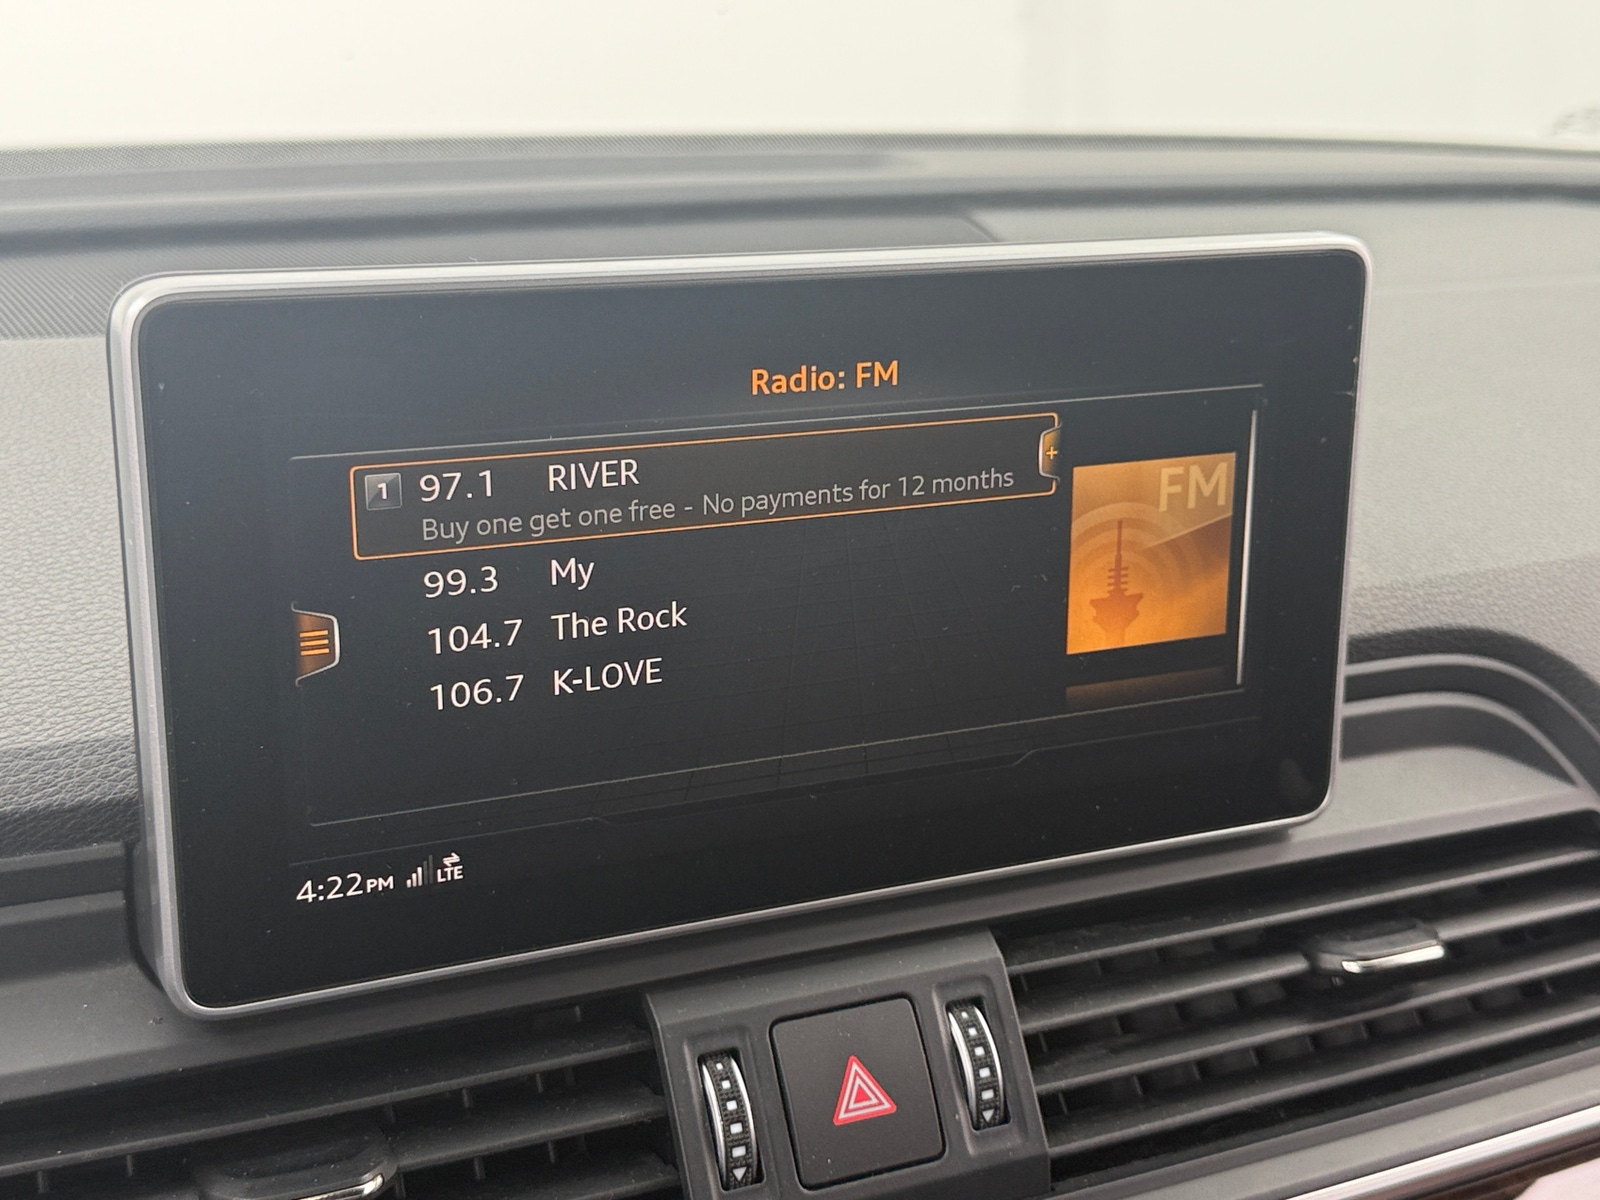 Radio: FM
1 97.1 RIVER
Buy one get one free - No payments for 12 months
+
99.3 My
104.7 The Rock
106.7 K-LOVE
FM
4:22PM LTE